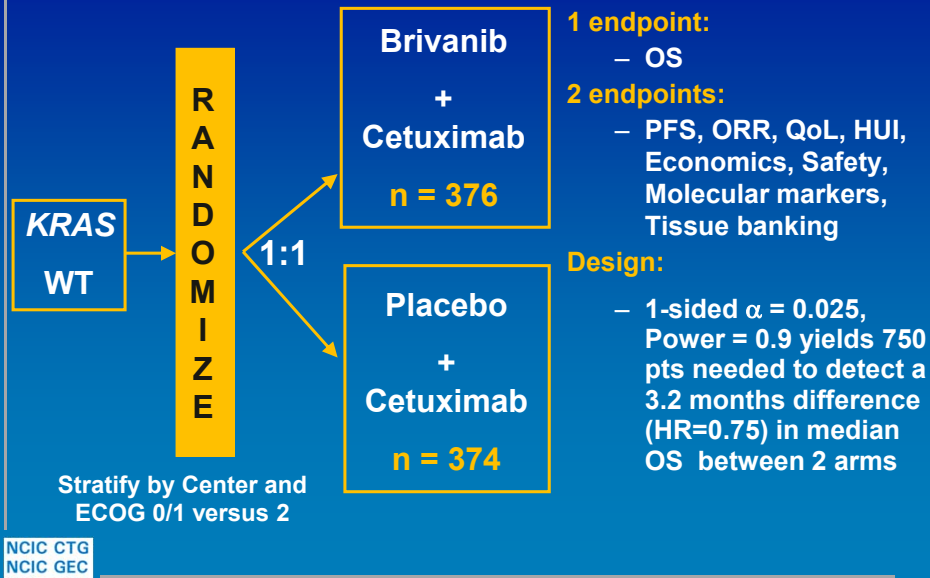 KRAS
WT
R
A
N
D
O
M
I
Z
E
1:1
Stratify by Center and
ECOG 0/1 versus 2
Brivanib
+
Cetuximab
n = 376
Placebo
+
Cetuximab
n = 374
1 endpoint:
– OS
2 endpoints:
– PFS, ORR, QoL, HUI,
Economics, Safety,
Molecular markers,
Tissue banking
Design:
– 1-sided α = 0.025,
Power = 0.9 yields 750
pts needed to detect a
3.2 months difference
(HR=0.75) in median
OS between 2 arms
NCIC CTG
NCIC GEC